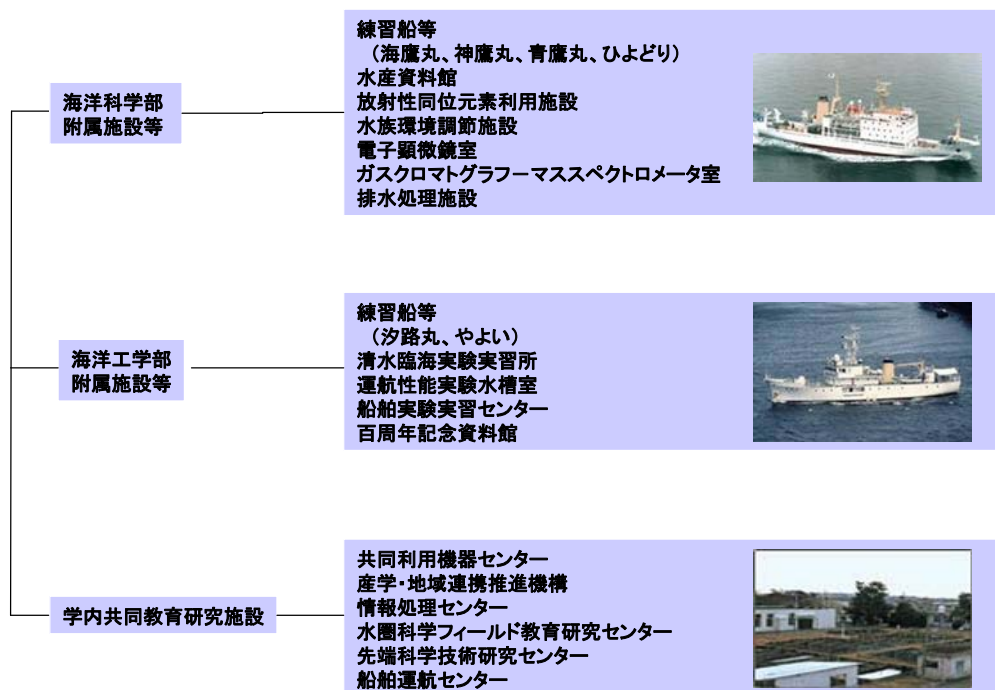 海洋科学部
附属施設等
練習船等
（海鷹丸、神鷹丸、青鷹丸、ひよどり）
水産資料館
放射性同位元素利用施設
水族環境調節施設
電子顕微鏡室
ガスクロマトグラフーマススペクトロメータ室
排水処理施設
海洋工学部
附属施設等
練習船等
（汐路丸、やよい）
清水臨海実験実習所
運航性能実験水槽室
船舶実験実習センター
百周年記念資料館
学内共同教育研究施設
共同利用機器センター
産学・地域連携推進機構
情報処理センター
水圏科学フィールド教育研究センター
先端科学技術研究センター
船舶運航センター